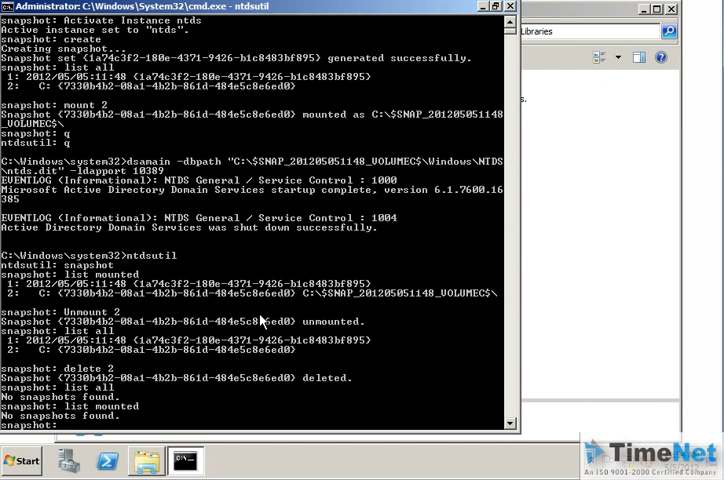 Administrator: C:\Windows\System32\cmd.exe - ntdsutil
snapshot: Activate Instance ntds
Active instance set to "ntds".
snapshot: create
Creating snapshot...
Snapshot set {1a74c3f2-180e-4371-9426-b1c8483bf895} generated successfully.
snapshot: list all
1: 2012/05/05:11:48 {1a74c3f2-180e-4371-9426-b1c8483bf895}
2: C: {7330b4b2-08a1-4b2b-861d-484e5c8e6ed0}
snapshot: mount 2
Snapshot {7330b4b2-08a1-4b2b-861d-484e5c8e6ed0} mounted as C:\$SNAP_201205051148
_VOLUMEC$\
snapshot: q
ntdsutil: q
C:\Windows\system32>dsamain -dbpath "C:\$SNAP_201205051148_VOLUMEC$\Windows\NTDS
\ntds.dit" -ldapport 10389
EVENTLOG (Informational): NTDS General / Service Control : 1000
Microsoft Active Directory Domain Services startup complete, version 6.1.7600.16
385
EVENTLOG (Informational): NTDS General / Service Control : 1004
Active Directory Domain Services was shut down successfully.
C:\Windows\system32>ntdsutil
ntdsutil: snapshot
snapshot: list mounted
1: 2012/05/05:11:48 {1a74c3f2-180e-4371-9426-b1c8483bf895}
2: C: {7330b4b2-08a1-4b2b-861d-484e5c8e6ed0} C:\$SNAP_201205051148_VOLUMEC$\
snapshot: Unmount 2
Snapshot {7330b4b2-08a1-4b2b-861d-484e5c8e6ed0} unmounted.
snapshot: list all
1: 2012/05/05:11:48 {1a74c3f2-180e-4371-9426-b1c8483bf895}
2: C: {7330b4b2-08a1-4b2b-861d-484e5c8e6ed0}
snapshot: delete 2
Snapshot {7330b4b2-08a1-4b2b-861d-484e5c8e6ed0} deleted.
snapshot: list all
No snapshots found.
snapshot: list mounted
No snapshots found.
snapshot:
Libraries
s.
Start
C:\.
TimeNet
An ISO 9001-2000 Certified Company